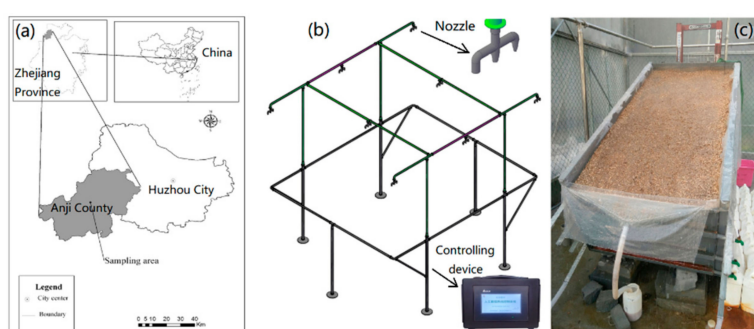 (a)
Zhejiang
Province
China
Huzhou City
Anji County
Sampling area
Legend
City center
Boundary
0 5 10 20 30 40
Km
(b)
Nozzle
Controlling
device
(c)